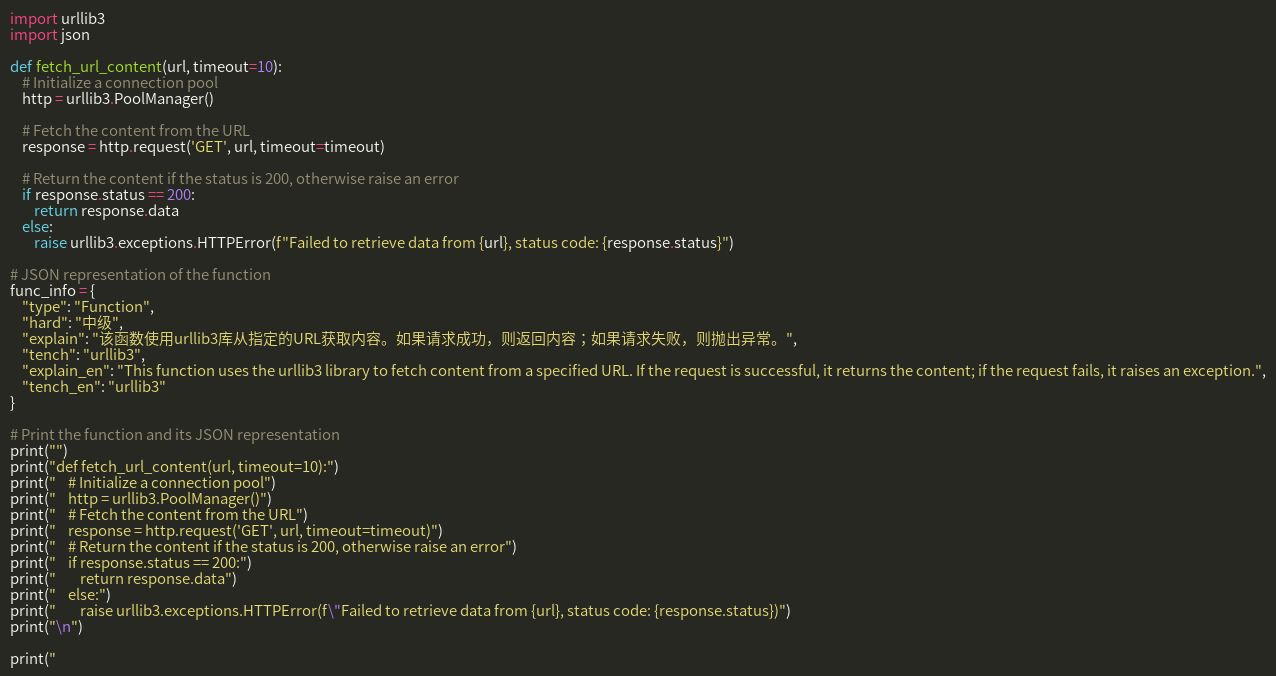 import urllib3
import json
def fetch_url_content(url, timeout=10):
# Initialize a connection pool
http = urllib3.PoolManager()
# Fetch the content from the URL
response = http.request('GET', url, timeout=timeout)
# Return the content if the status is 200, otherwise raise an error
if response.status == 200:
return response.data
else:
raise urllib3.exceptions.HTTPError(f"Failed to retrieve data from {url}, status code: {response.status}")
# JSON representation of the function
func_info = {
"type": "Function",
"hard": "中级",
"explain": "该函数使用urllib3库从指定的URL获取内容。如果请求成功，则返回内容；如果请求失败，则抛出异常。",
"tench": "urllib3",
"explain_en": "This function uses the urllib3 library to fetch content from a specified URL. If the request is successful, it returns the content; if the request fails, it raises an exception.",
"tench_en": "urllib3"
}
# Print the function and its JSON representation
print("")
print("def fetch_url_content(url, timeout=10):")
print("    # Initialize a connection pool")
print("    http = urllib3.PoolManager()")
print("    # Fetch the content from the URL")
print("    response = http.request('GET', url, timeout=timeout)")
print("    # Return the content if the status is 200, otherwise raise an error")
print("    if response.status == 200:")
print("        return response.data")
print("    else:")
print("        raise urllib3.exceptions.HTTPError(f\"Failed to retrieve data from {url}, status code: {response.status})")
print("\n")
print("